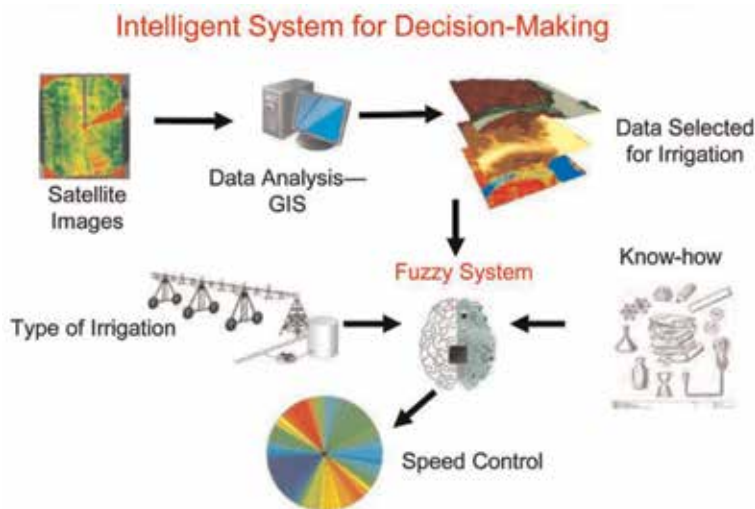 Intelligent System for Decision-Making
Satellite
Images
Data Analysis—
GIS
Data Selected
for Irrigation
Fuzzy System
Know-how
Type of Irrigation
Speed Control